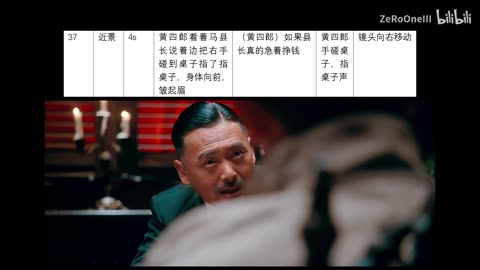 ZeRoOneIII bilibili
37 近景 4s 黄四郎看着马县 (黄四郎)如果县 黄四郎 镜头向右移动
长说着边把右手 长真的急着挣钱 手碰桌
碰到桌子指了指 子，指
桌子，身体向前， 桌子声
皱起眉